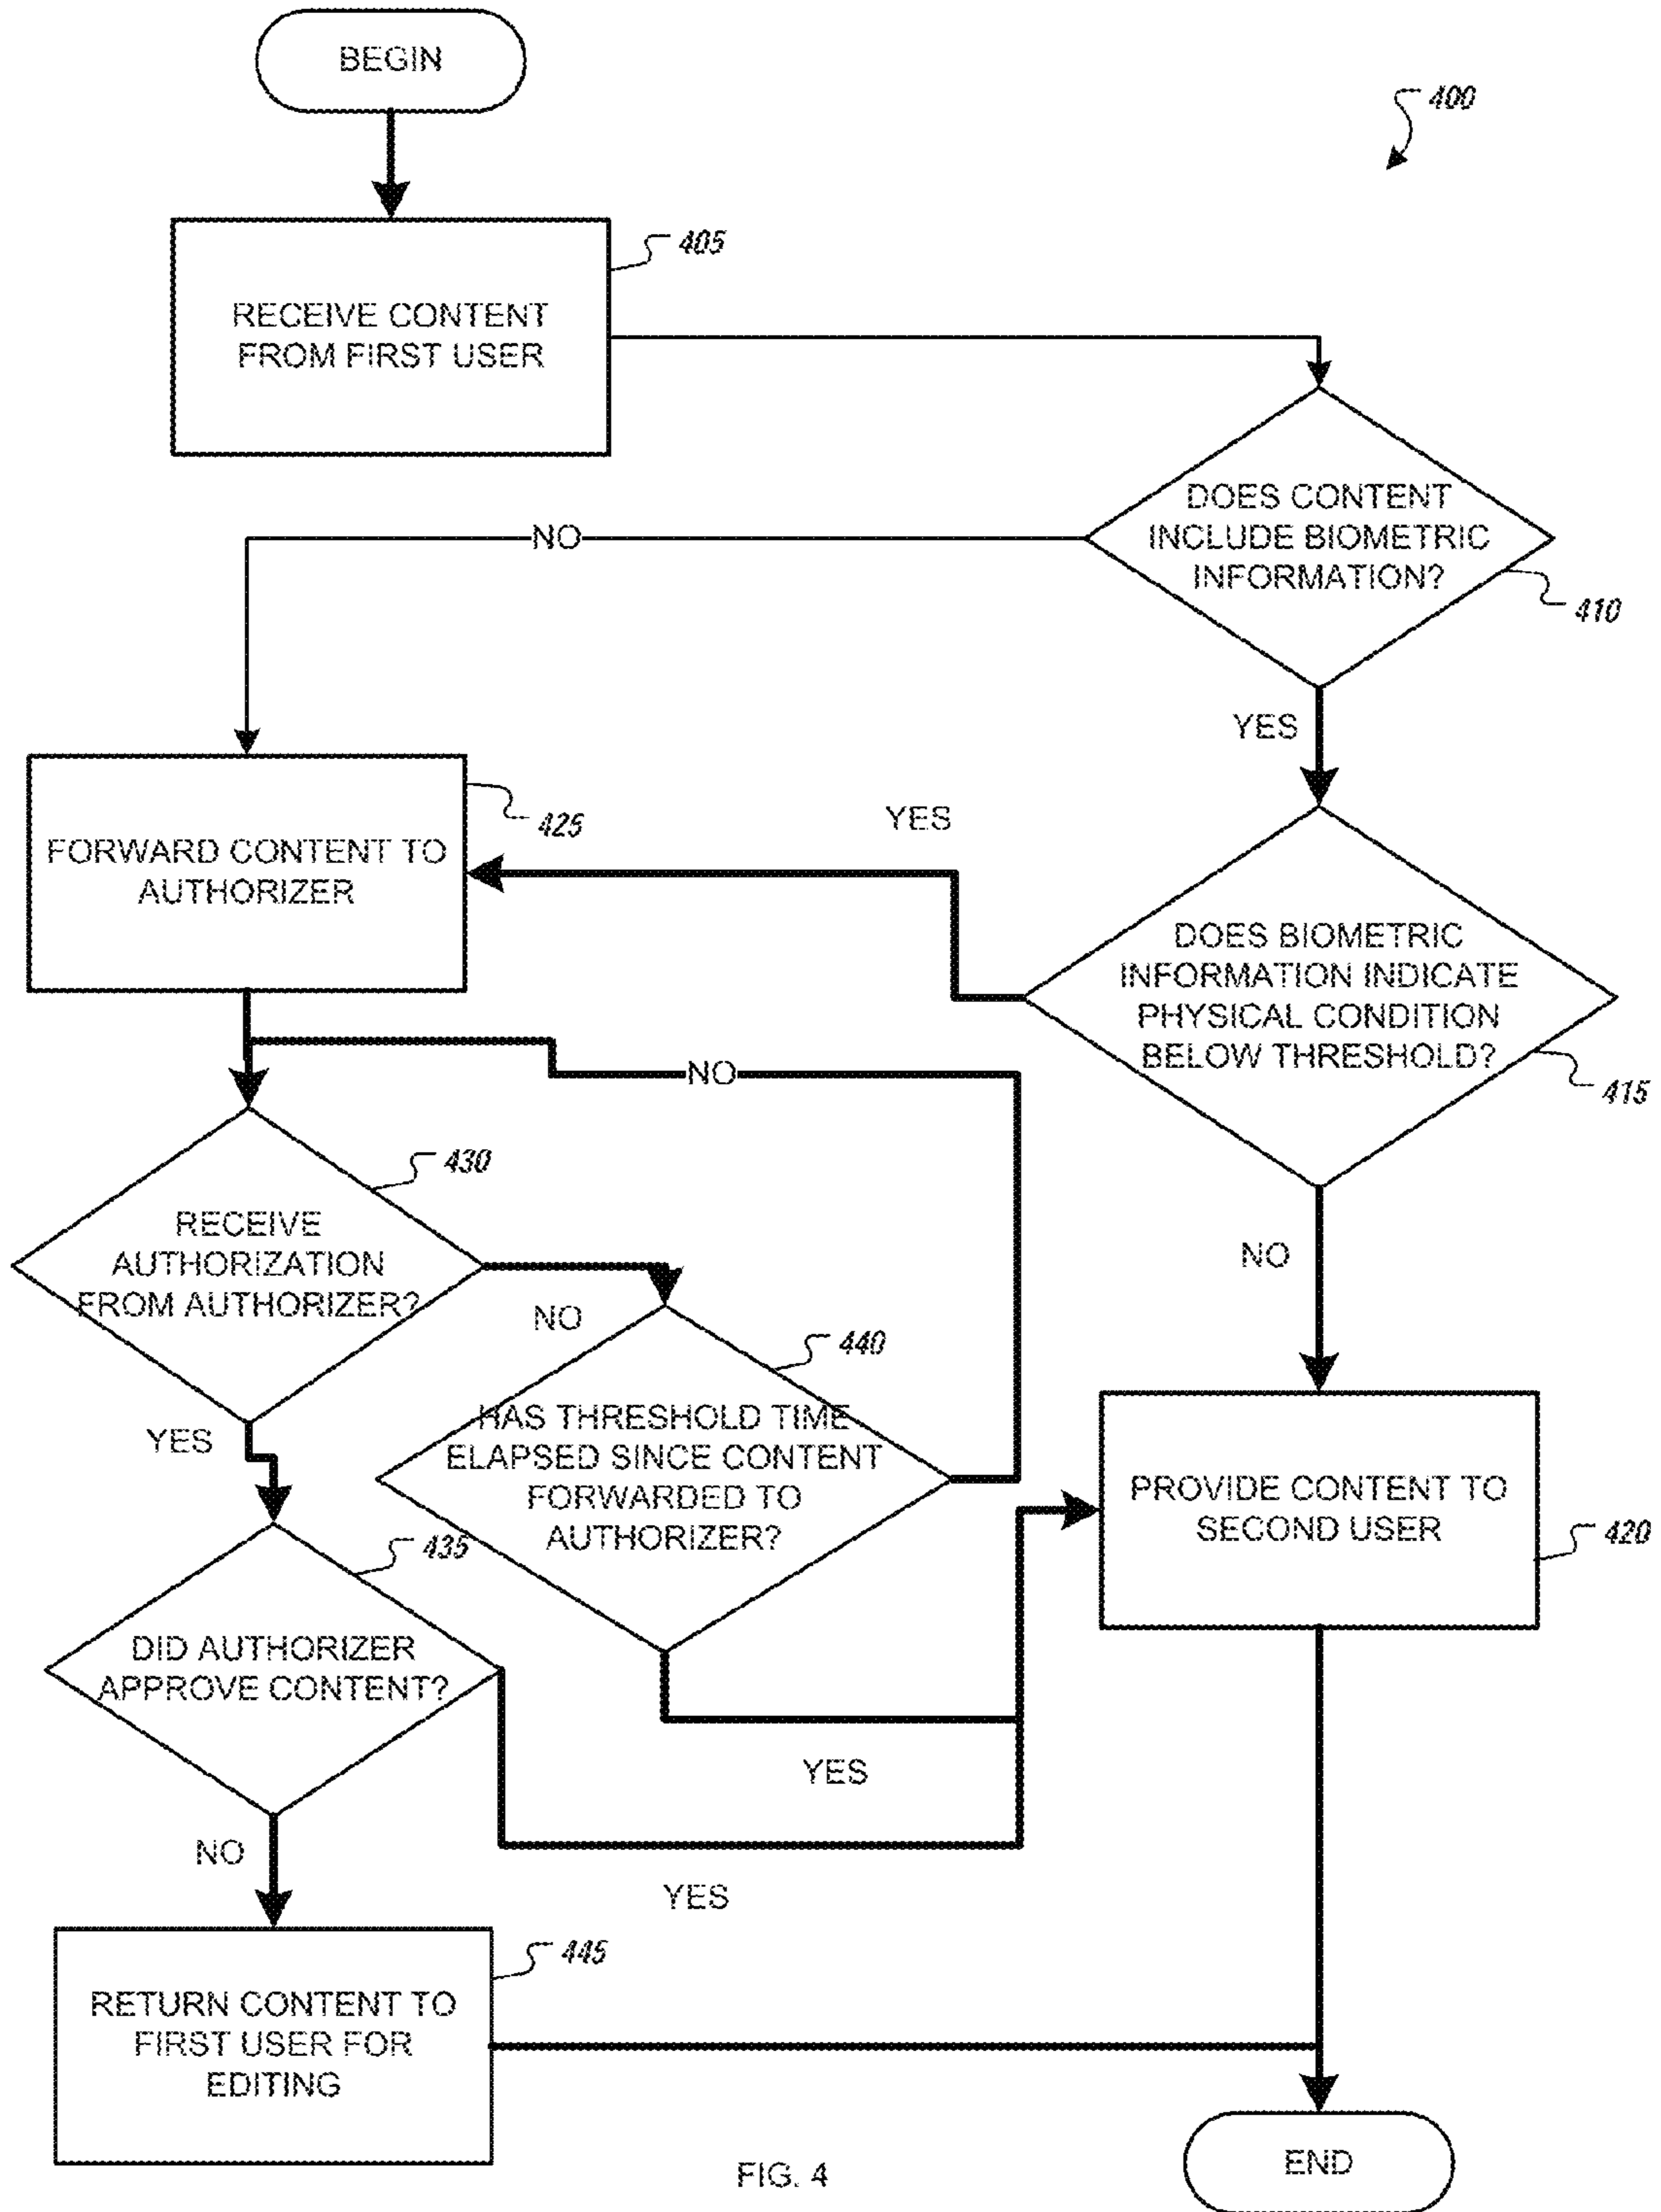 BEGIN
400
405
RECEIVE CONTENT
FROM FIRST USER
DOES CONTENT
INCLUDE BIOMETRIC
INFORMATION?
410
NO
YES
425
FORWARD CONTENT TO
AUTHORIZER
YES
DOES BIOMETRIC
INFORMATION INDICATE
PHYSICAL CONDITION
BELOW THRESHOLD?
415
NO
430
RECEIVE
AUTHORIZATION
FROM AUTHORIZER?
NO
NO
440
HAS THRESHOLD TIME
ELAPSED SINCE CONTENT
FORWARDED TO
AUTHORIZER?
YES
PROVIDE CONTENT TO
SECOND USER
420
435
DID AUTHORIZER
APPROVE CONTENT?
YES
NO
YES
445
RETURN CONTENT TO
FIRST USER FOR
EDITING
END
FIG. 4